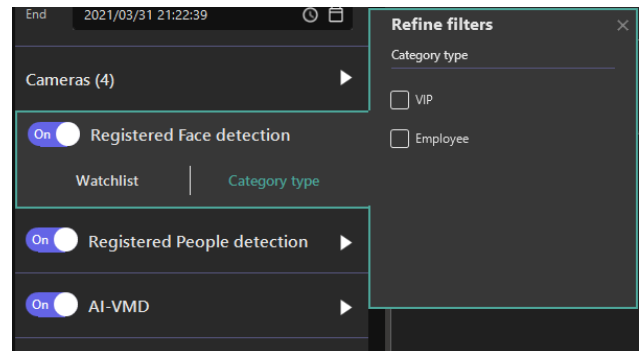 End 2021/03/31 21:22:39
Cameras (4)
On Registered Face detection
Watchlist Category type
On Registered People detection
On AI-VMD
Refine filters
Category type
VIP
Employee